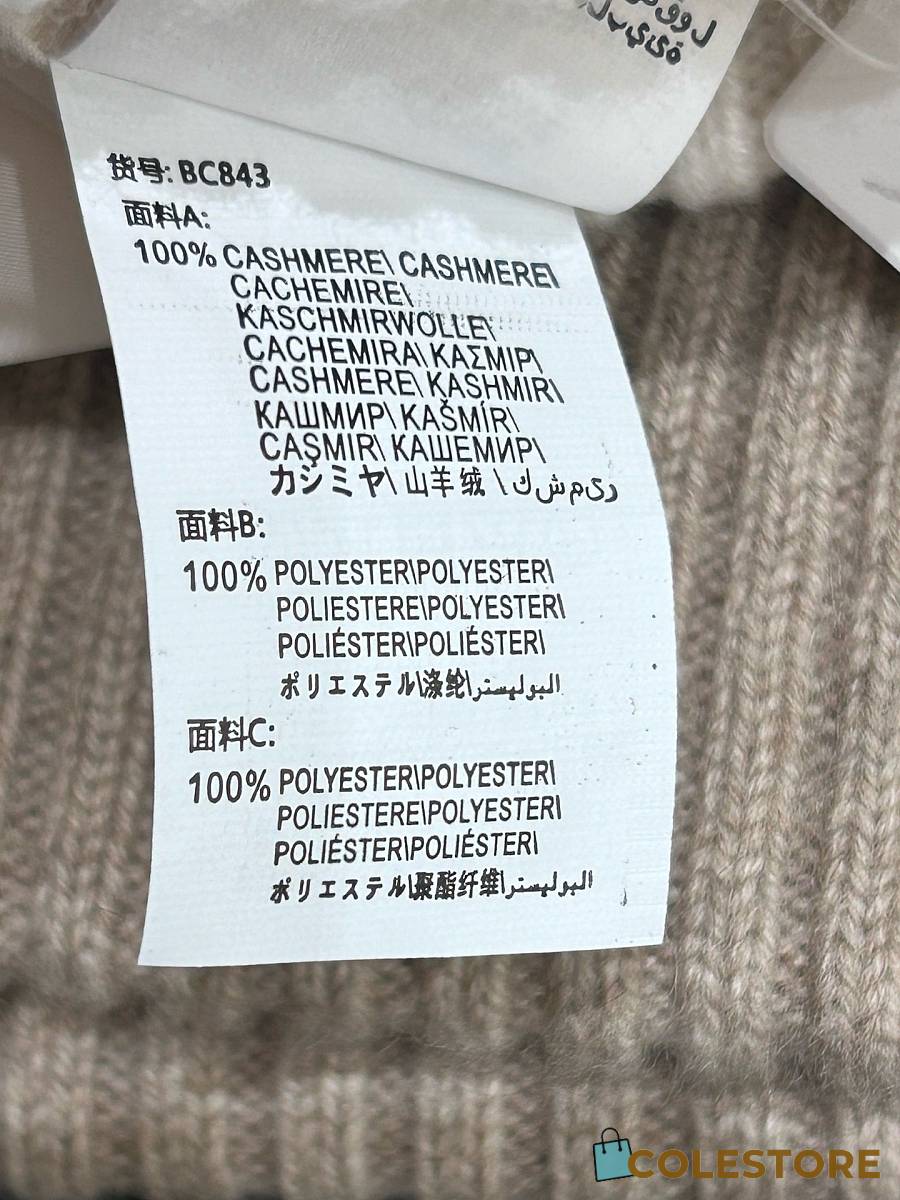 货号: BC843
面料A:
100% CASHMERE\ CASHMERE\
CACHEMIRE\
KASCHMIRWOLLE\
CACHEMIRA\ ΚΑΣΜΙΡ\
CASHMERE\ KASHMIR\
КАШМИР\ KAŠMÍR\
CAŞMIR\ КАШЕМИР\
カシミヤ\ 山羊绒 \ رىمشك
面料B:
100% POLYESTER\POLYESTER\
POLIESTERE\POLYESTER\
POLIÉSTER\POLIÉSTER\
ポリエステル\涤纶\البوليستر
面料C:
100% POLYESTER\POLYESTER\
POLIESTERE\POLYESTER\
POLIÉSTER\POLIÉSTER\
ポリエステル\聚酯纤维\البوليستر
COLESTORE